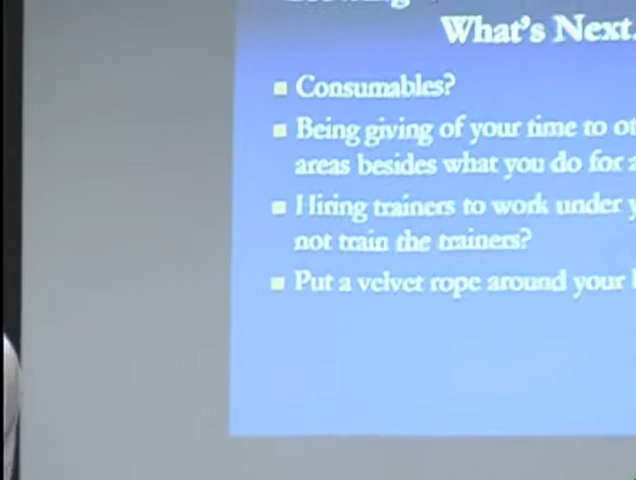 What's Next.
Consumables?
Being giving of your time to
areas besides what you do for
Hiring trainers to work under
not train the trainers?
Put a velvet rope around your